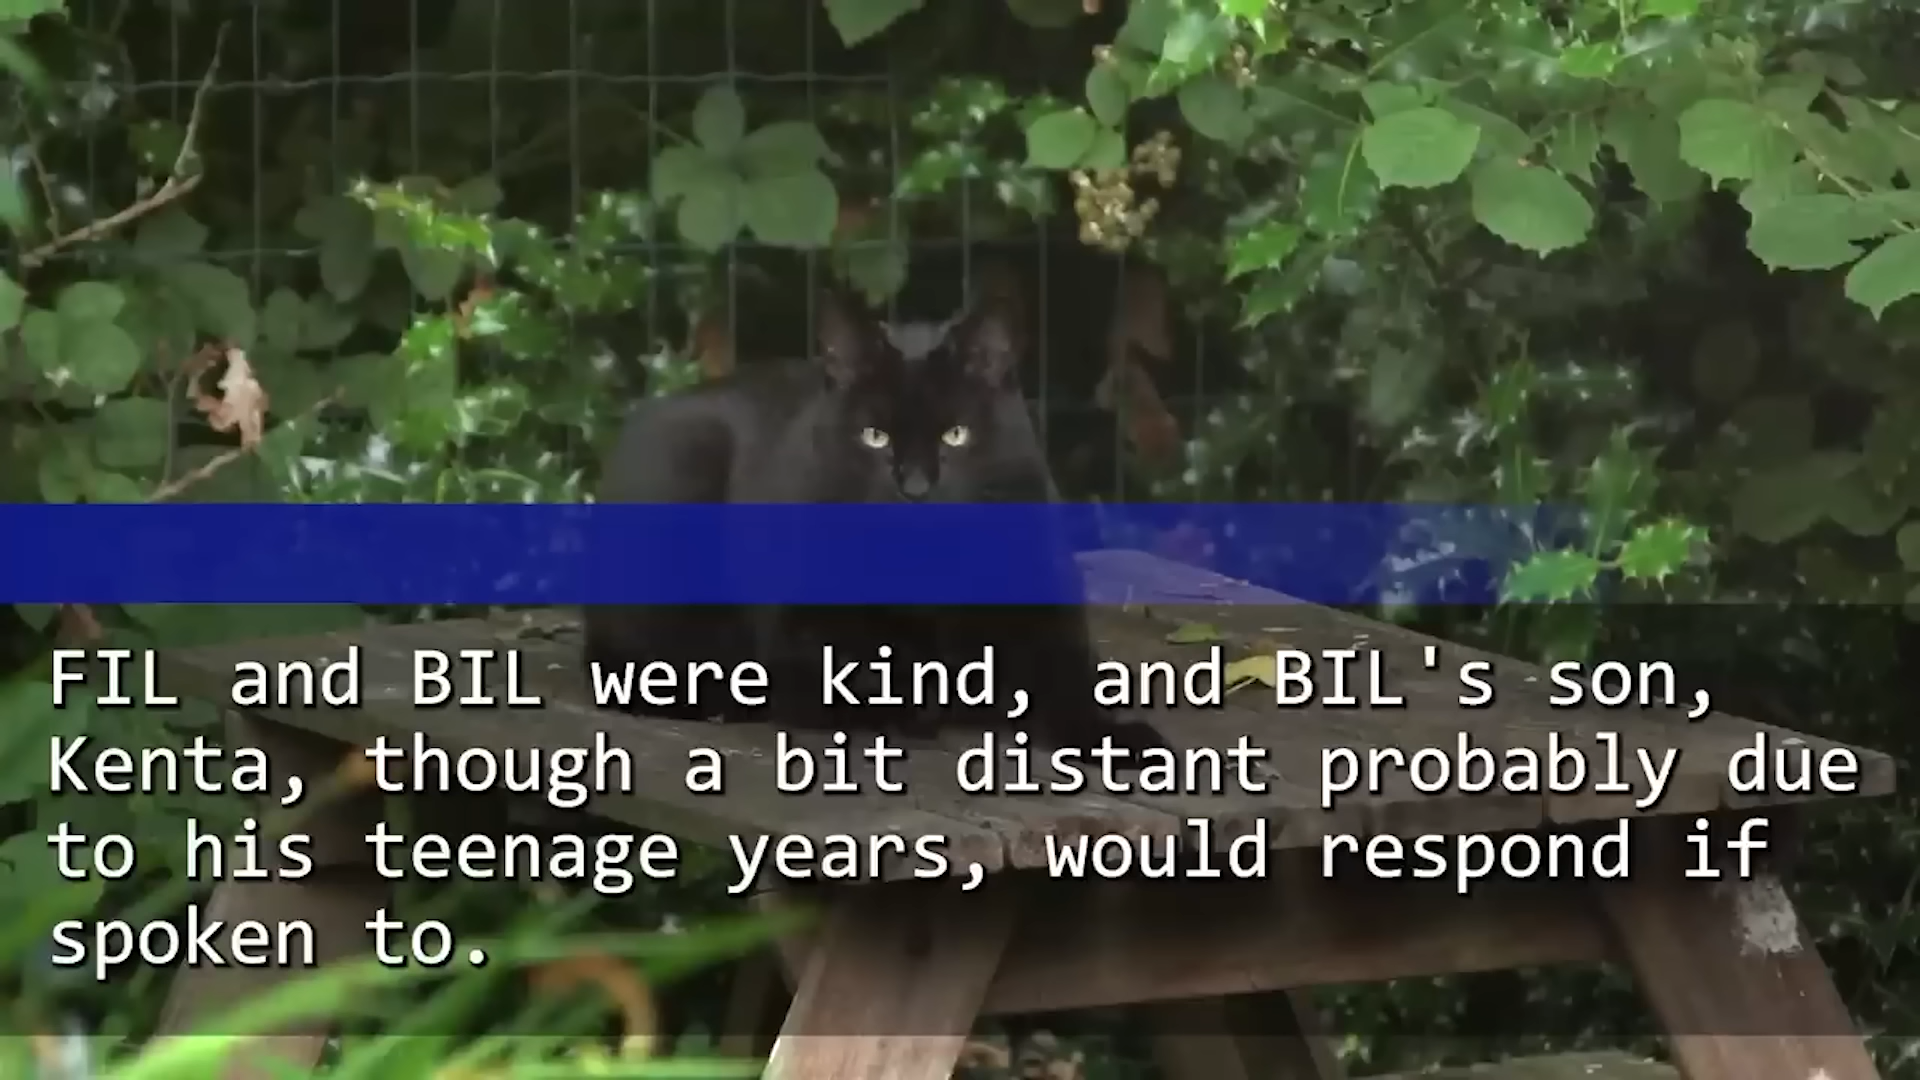 FIL and BIL were kind, and BIL's son,
Kenta, though a bit distant probably due
to his teenage years, would respond if
spoken to.